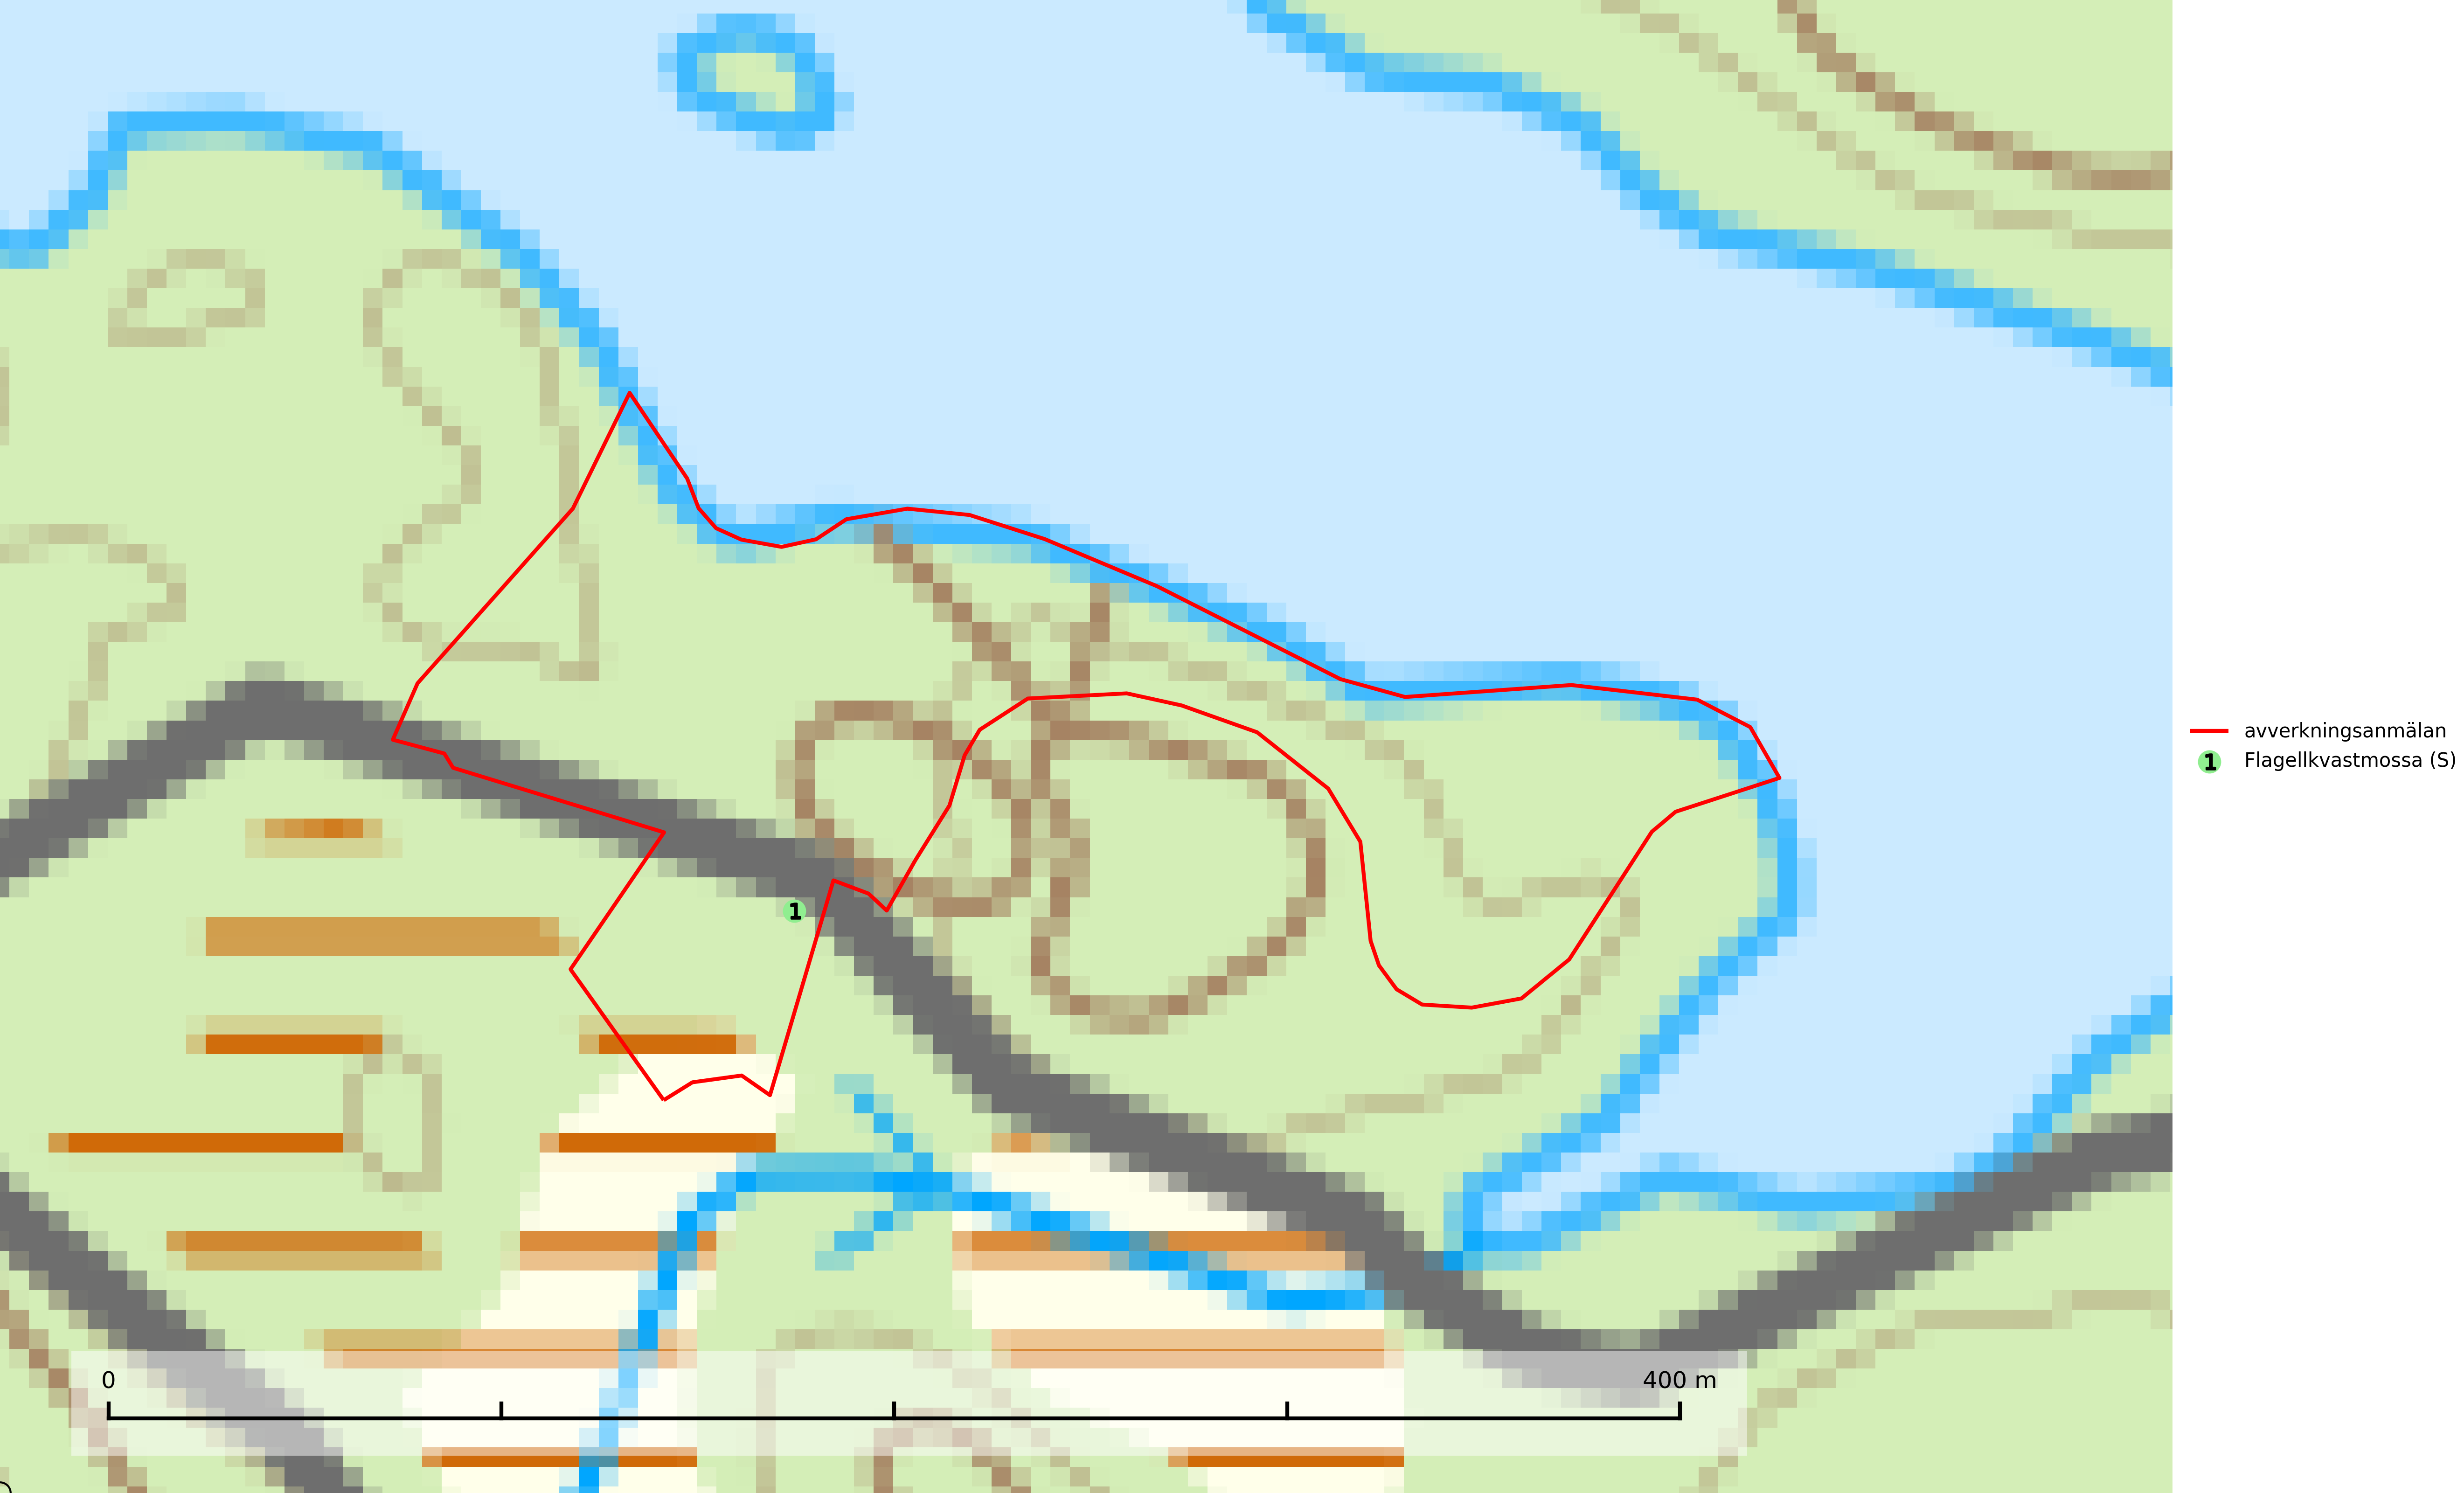 avverkningsanmälan
1 Flagellkvastmossa (S)
1
0 400 m